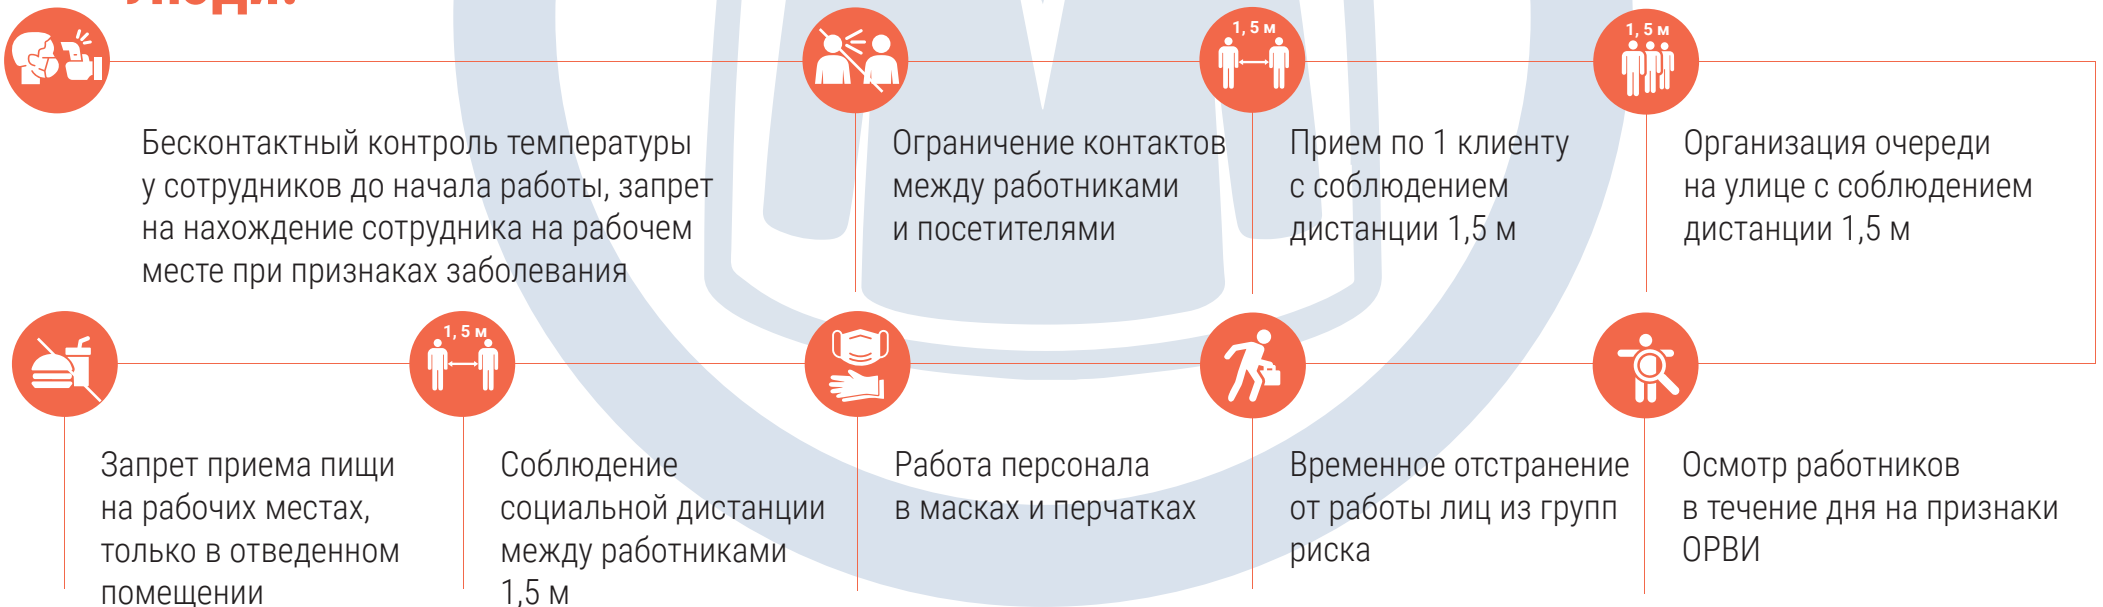 1, 5 м
1, 5 м
Бесконтактный контроль температуры
у сотрудников до начала работы, запрет
на нахождение сотрудника на рабочем
месте при признаках заболевания
Ограничение контактов
между работниками
и посетителями
Прием по 1 клиенту
с соблюдением
дистанции 1,5 м
Организация очереди
на улице с соблюдением
дистанции 1,5 м
1, 5 м
Запрет приема пищи
на рабочих местах,
только в отведенном
помещении
Соблюдение
социальной дистанции
между работниками
1,5 м
Работа персонала
в масках и перчатках
Временное отстранение
от работы лиц из групп
риска
Осмотр работников
в течение дня на признаки
ОРВИ